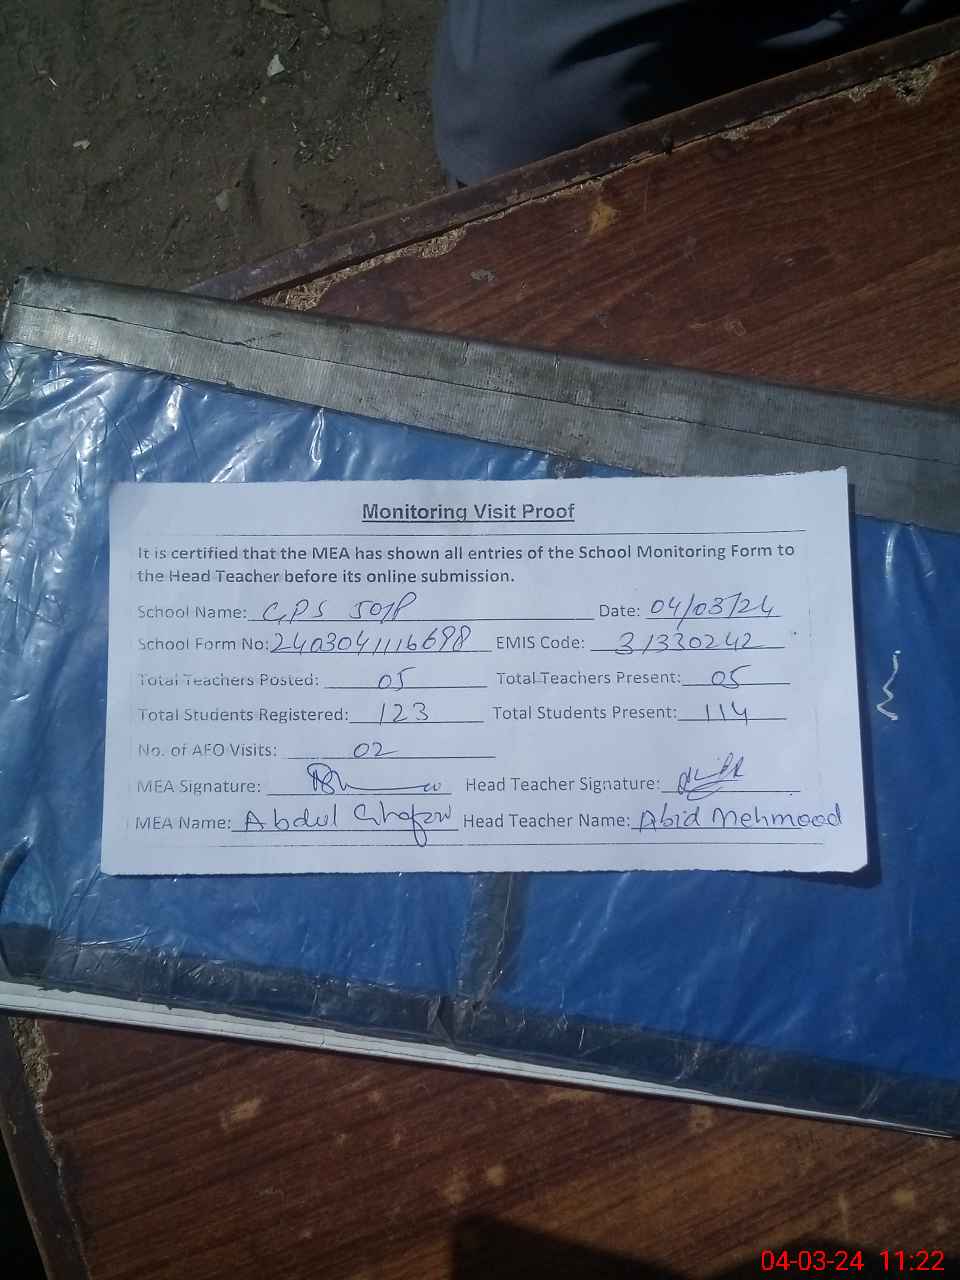 Monitoring Visit Proof
It is certified that the MEA has shown all entries of the School Monitoring Form to
the Head Teacher before its online submission.
School Name: GPS 50/P Date: 04/03/24
School Form No: 2403041116698 EMIS Code: 31330242
Total Teachers Posted: 05 Total Teachers Present: 05
Total Students Registered: 123 Total Students Present: 114
No. of AFO Visits: 02
MEA Signature: Head Teacher Signature:
MEA Name: Abdul Ghafoor Head Teacher Name: Abid Mehmood
04-03-24 11:22